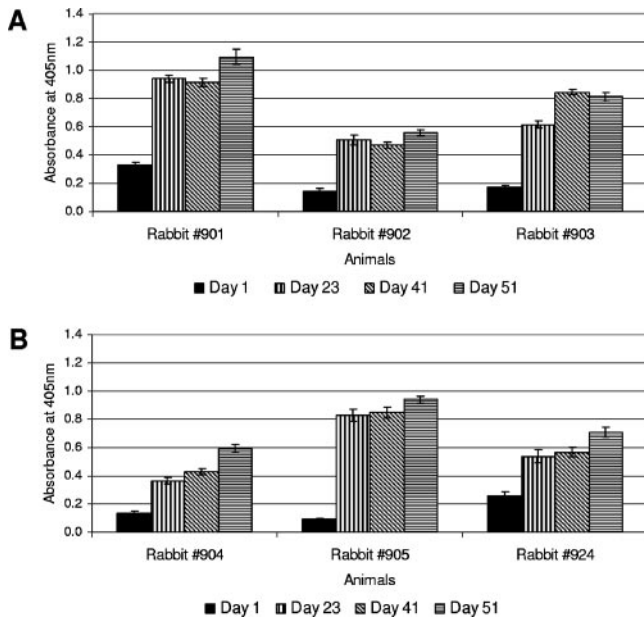 A
Absorbance at 405nm
1.4
1.2
1.0
0.8
0.6
0.4
0.2
0.0
Rabbit #901 Rabbit #902 Rabbit #903
Animals
Day 1 Day 23 Day 41 Day 51
B
Absorbance at 405nm
1.4
1.2
1.0
0.8
0.6
0.4
0.2
0.0
Rabbit #904 Rabbit #905 Rabbit #924
Animals
Day 1 Day 23 Day 41 Day 51